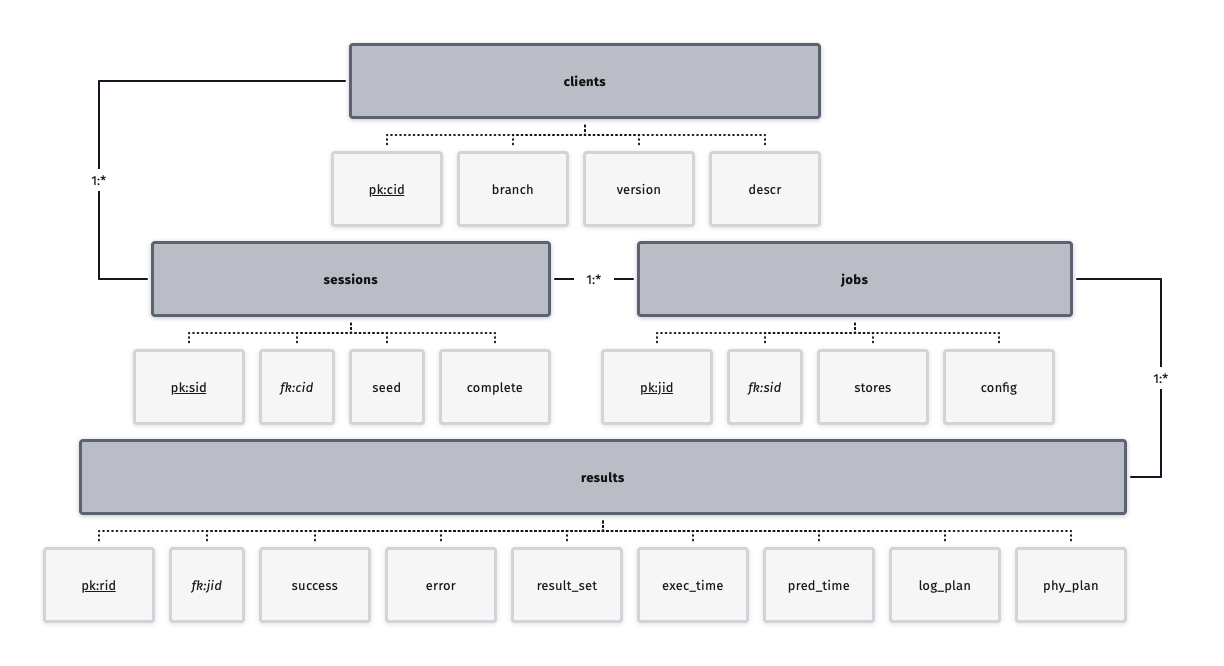 clients
pk:cid branch version descr
1:*
sessions 1:* jobs
pk:sid fk:cid seed complete pk:jid fk:sid stores config
1:*
results
pk:rid fk:jid success error result_set exec_time pred_time log_plan phy_plan